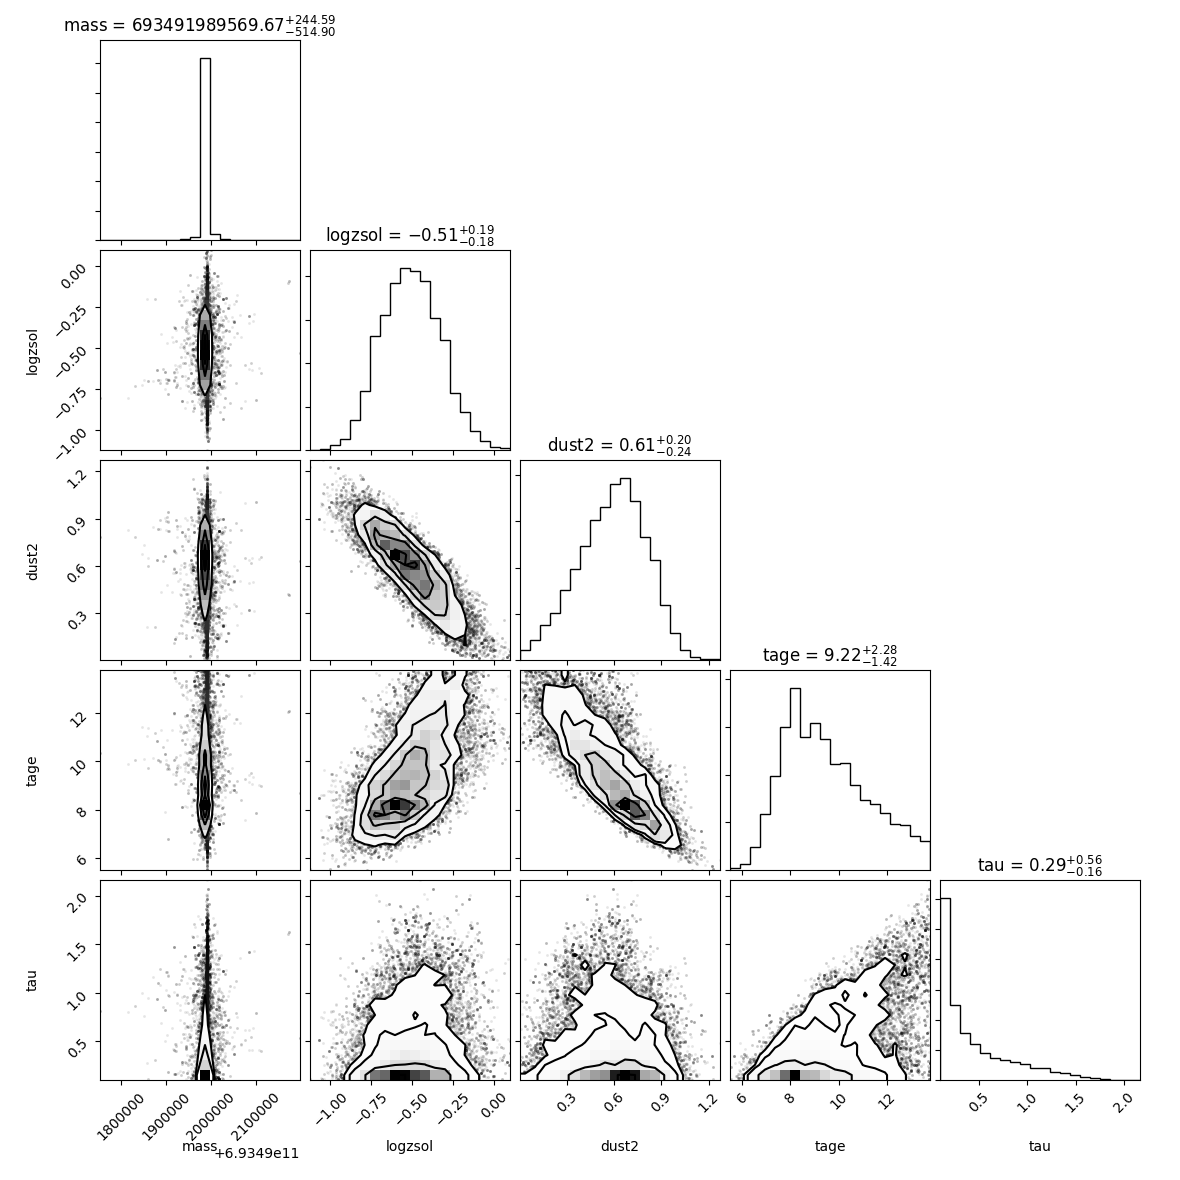 mass = 693491989569.67+244.59−514.90
logzsol = −0.51+0.19−0.18
logzsol
0.00
−0.25
−0.50
−0.75
−1.00
dust2 = 0.61+0.20−0.24
dust2
1.2
0.9
0.6
0.3
tage = 9.22+2.28−1.42
tage
12
10
8
6
tau = 0.29+0.56−0.16
tau
2.0
1.5
1.0
0.5
1800000 1900000 2000000 2100000
−1.00 −0.75 −0.50 −0.25 0.00
0.3 0.6 0.9 1.2
6 8 10 12
0.5 1.0 1.5 2.0
mass logzsol dust2 tage tau
+6.9349e11